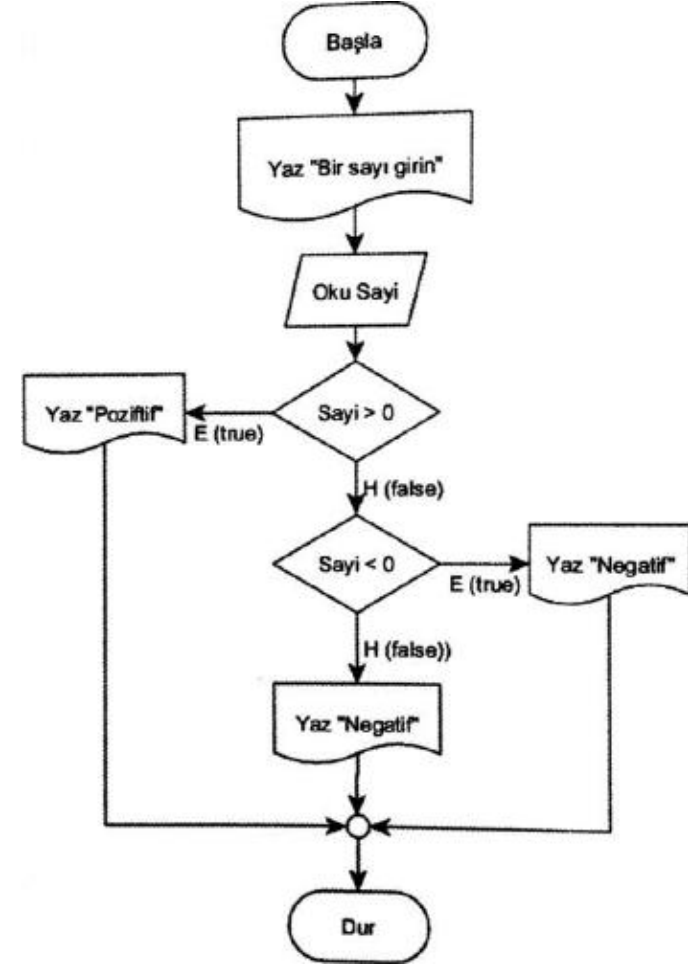 Başla
Yaz "Bir sayı girin"
Oku Sayi
Sayi > 0
Yaz "Poziftif"
E (true)
H (false)
Sayi < 0
E (true)
Yaz "Negatif"
H (false))
Yaz "Negatif"
Dur